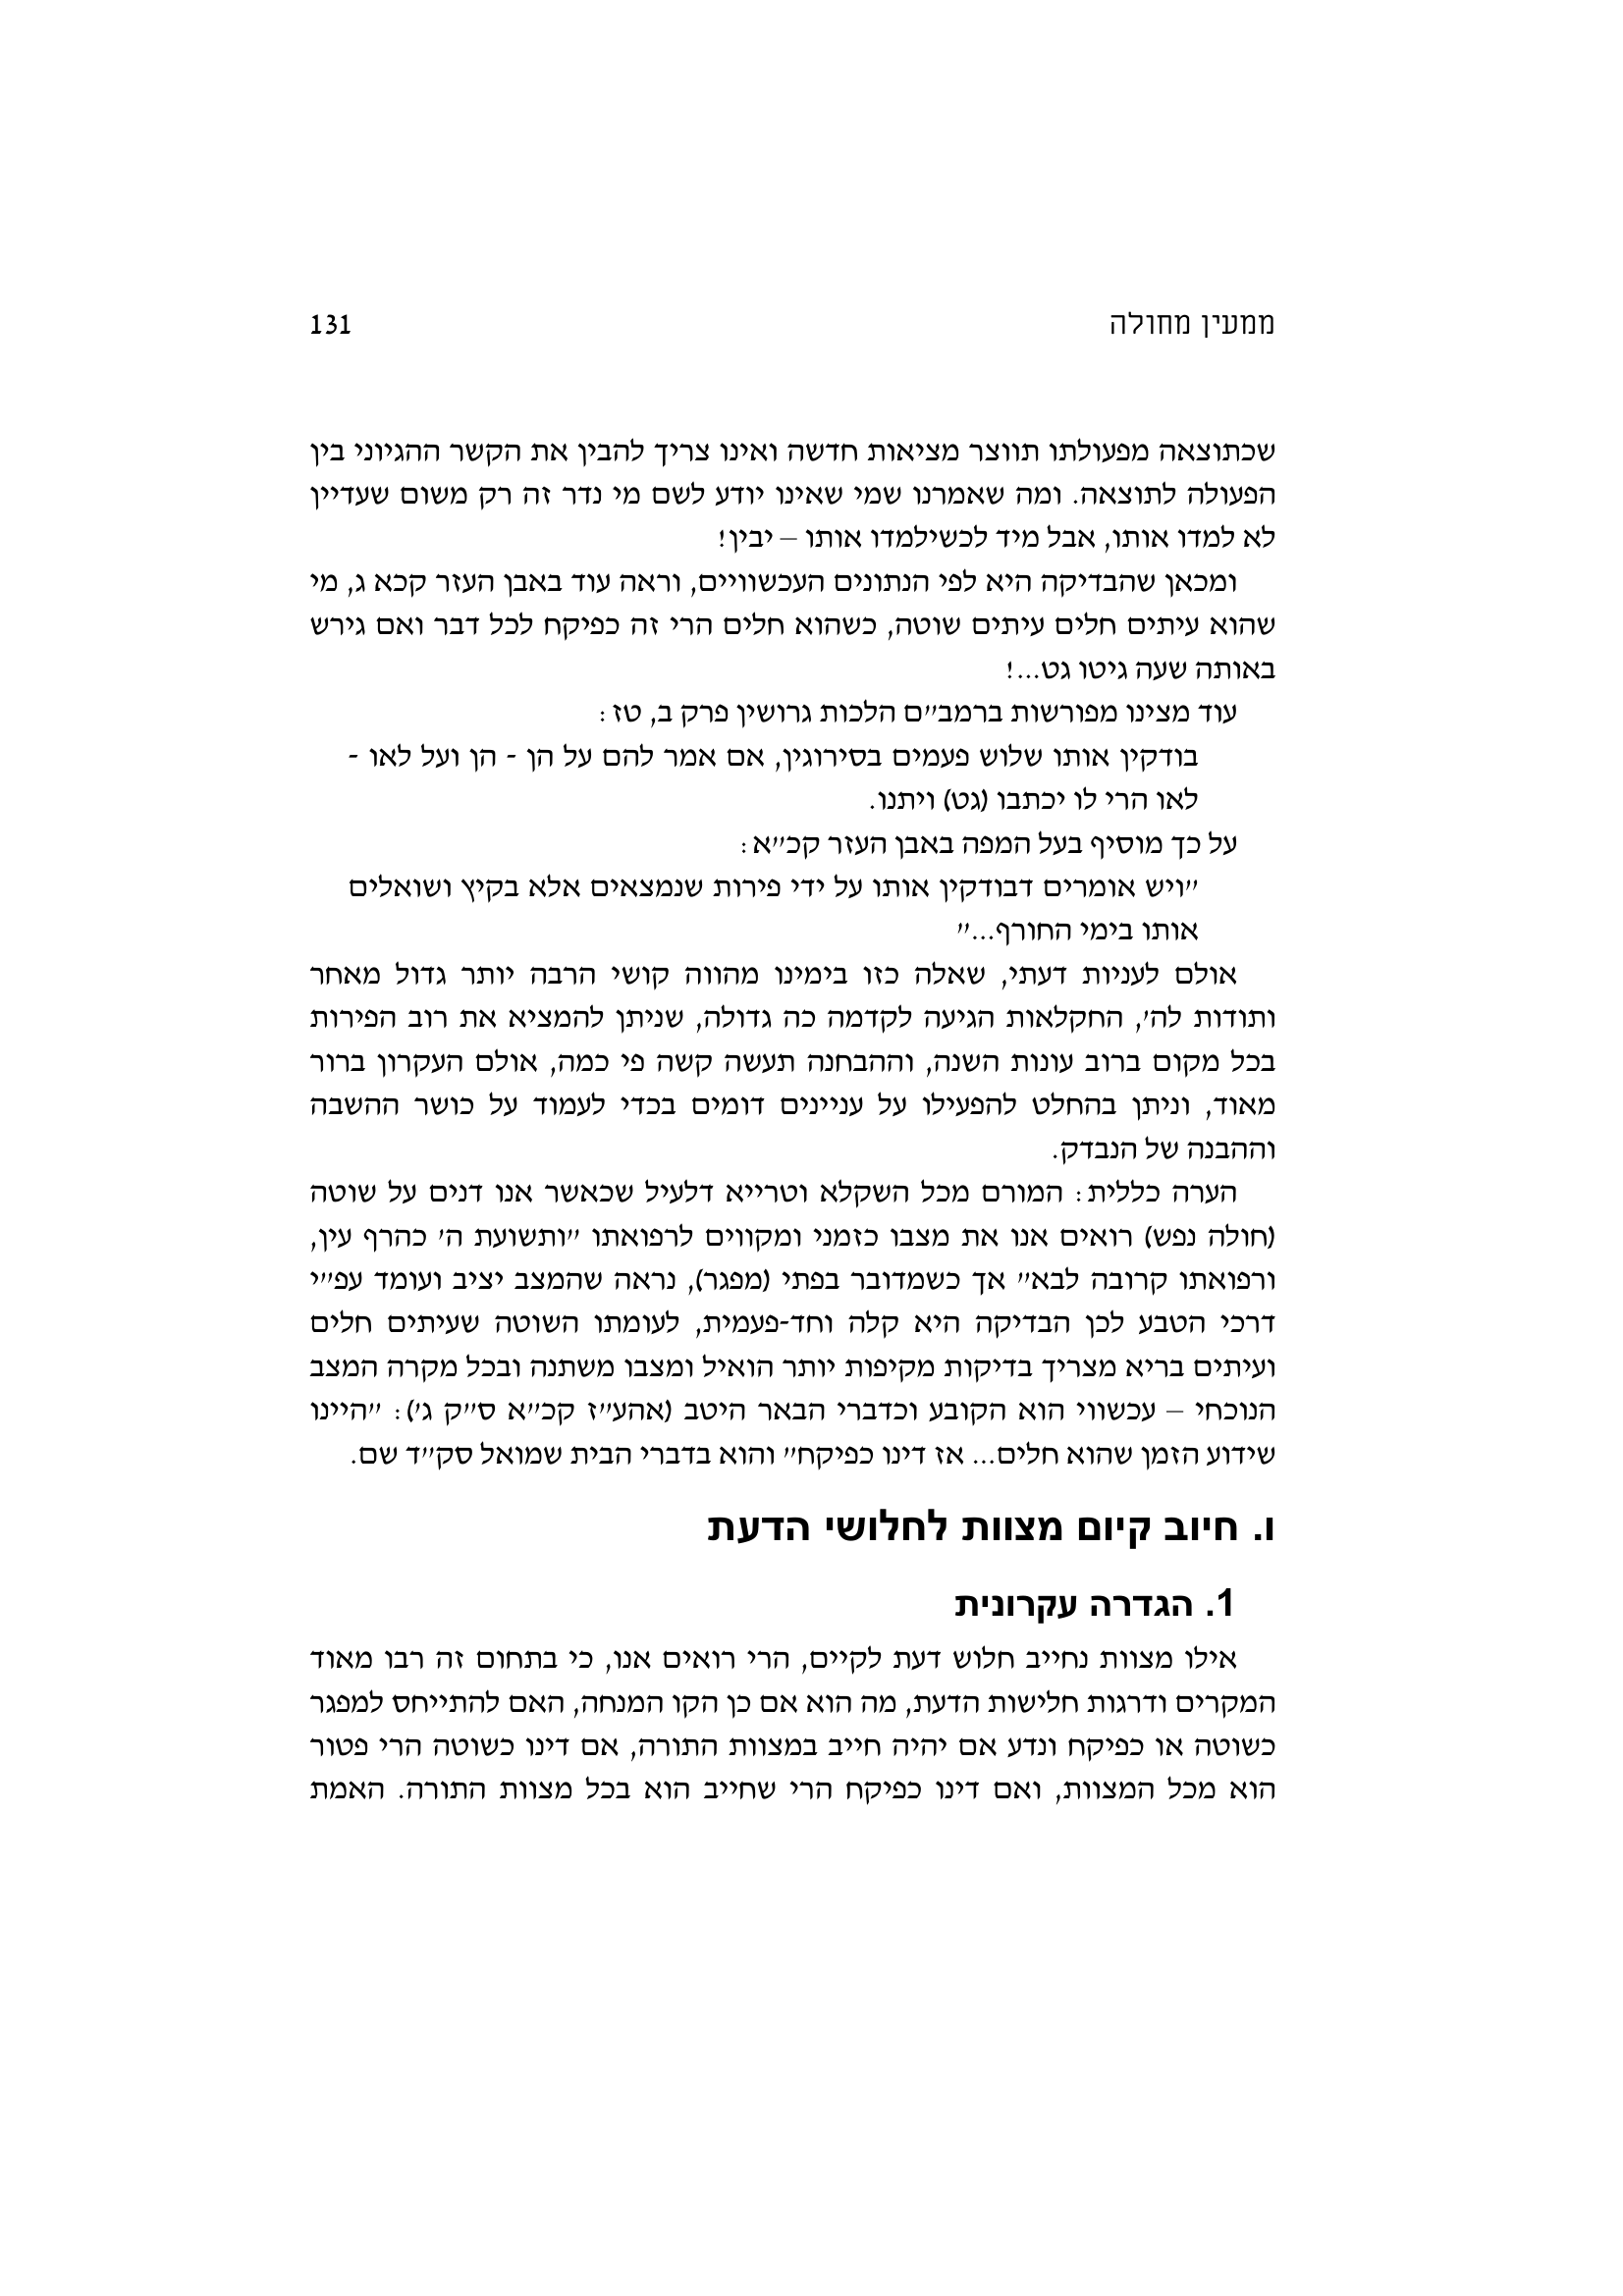 ממעין מחולה 131
שכתוצאה מפעולתו תווצר מציאות חדשה ואינו צריך להבין את הקשר ההגיוני בין
הפעולה לתוצאה. ומה שאמרנו שמי שאינו יודע לשם מי נדר זה רק משום שעדיין
לא למדו אותו, אבל מיד לכשילמדו אותו – יבין!
ומכאן שהבדיקה היא לפי הנתונים העכשוויים, וראה עוד באבן העזר קכא ג, מי
שהוא עיתים חלים עיתים שוטה, כשהוא חלים הרי זה כפיקח לכל דבר ואם גירש
באותה שעה גיטו גט...!
עוד מצינו מפורשות ברמב״ם הלכות גרושין פרק ב, טז:
בודקין אותו שלוש פעמים בסירוגין, אם אמר להם על הן - הן ועל לאו -
לאו הרי לו יכתבו (גט) ויתנו.
על כך מוסיף בעל המפה באבן העזר קכ״א:
״ויש אומרים דבודקין אותו על ידי פירות שנמצאים אלא בקיץ ושואלים
אותו בימי החורף...״
אולם לעניות דעתי, שאלה כזו בימינו מהווה קושי הרבה יותר גדול מאחר
ותודות לה׳, החקלאות הגיעה לקדמה כה גדולה, שניתן להמציא את רוב הפירות
בכל מקום ברוב עונות השנה, וההבחנה תעשה קשה פי כמה, אולם העקרון ברור
מאוד, וניתן בהחלט להפעילו על עניינים דומים בכדי לעמוד על כושר ההשבה
וההבנה של הנבדק.
הערה כללית: המורם מכל השקלא וטרייא דלעיל שכאשר אנו דנים על שוטה
(חולה נפש) רואים אנו את מצבו כזמני ומקווים לרפואתו ״ותשועת ה׳ כהרף עין,
ורפואתו קרובה לבא״ אך כשמדובר בפתי (מפגר), נראה שהמצב יציב ועומד עפ״י
דרכי הטבע לכן הבדיקה היא קלה וחד-פעמית, לעומתו השוטה שעיתים חלים
ועיתים בריא מצריך בדיקות מקיפות יותר הואיל ומצבו משתנה ובכל מקרה המצב
הנוכחי – עכשווי הוא הקובע וכדברי הבאר היטב (אהע״ז קכ״א ס״ק ג׳): ״היינו
שידוע הזמן שהוא חלים... אז דינו כפיקח״ והוא בדברי הבית שמואל סק״ד שם.
ו. חיוב קיום מצוות לחלושי הדעת
1. הגדרה עקרונית
אילו מצוות נחייב חלוש דעת לקיים, הרי רואים אנו, כי בתחום זה רבו מאוד
המקרים ודרגות חלישות הדעת, מה הוא אם כן הקו המנחה, האם להתייחס למפגר
כשוטה או כפיקח ונדע אם יהיה חייב במצוות התורה, אם דינו כשוטה הרי פטור
הוא מכל המצוות, ואם דינו כפיקח הרי שחייב הוא בכל מצוות התורה. האמת